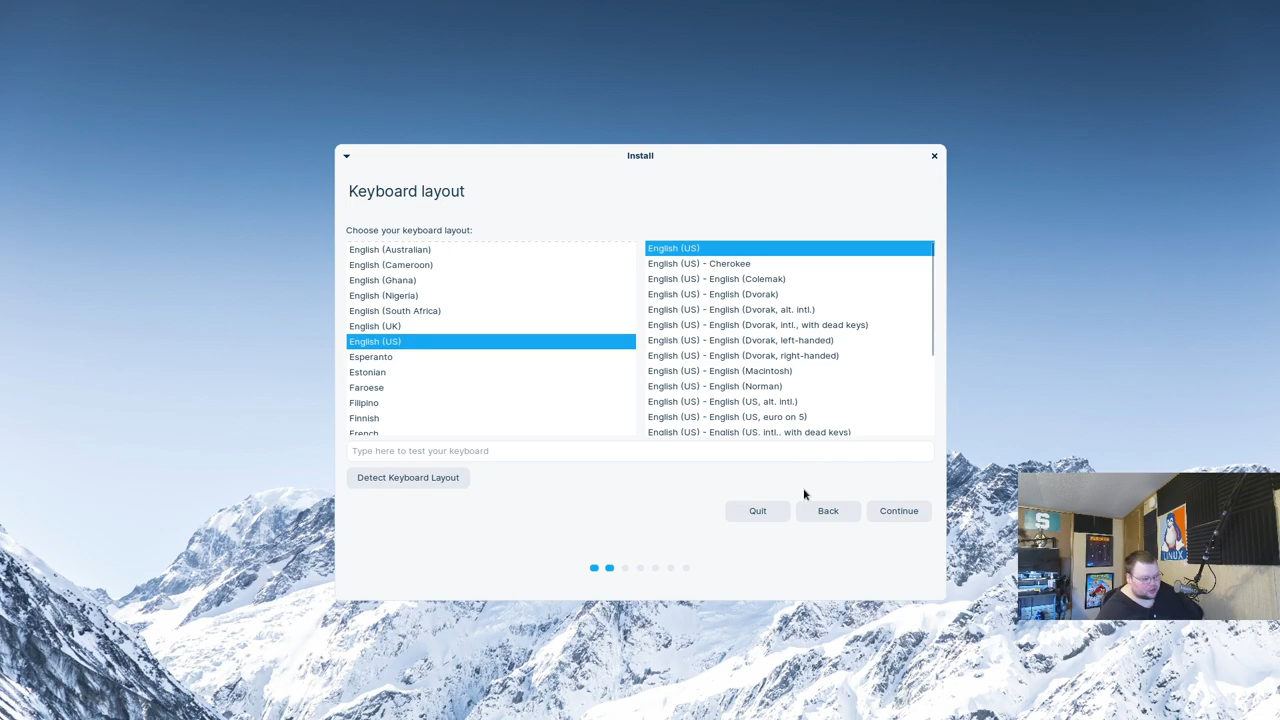 Install
Keyboard layout
Choose your keyboard layout:
English (Australian)
English (Cameroon)
English (Ghana)
English (Nigeria)
English (South Africa)
English (UK)
English (US)
Esperanto
Estonian
Faroese
Filipino
Finnish
French
English (US)
English (US) - Cherokee
English (US) - English (Colemak)
English (US) - English (Dvorak)
English (US) - English (Dvorak, alt. intl.)
English (US) - English (Dvorak, intl., with dead keys)
English (US) - English (Dvorak, left-handed)
English (US) - English (Dvorak, right-handed)
English (US) - English (Macintosh)
English (US) - English (Norman)
English (US) - English (US, alt. intl.)
English (US) - English (US, euro on 5)
English (US) - English (US, intl., with dead keys)
Type here to test your keyboard
Detect Keyboard Layout
Quit
Back
Continue
S
LINUX